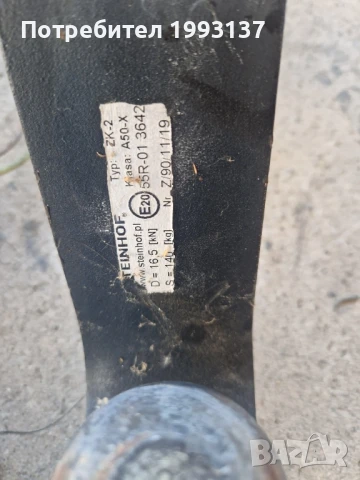 Потребител 1993137
STEINHOF
www.steinhof.pl
Typ: ZK-2
Klasa: A50-X
E20 55R-01 3642
D = 16,5 [kN]
S = [kg]
Nr Z/90/11/19
bazar